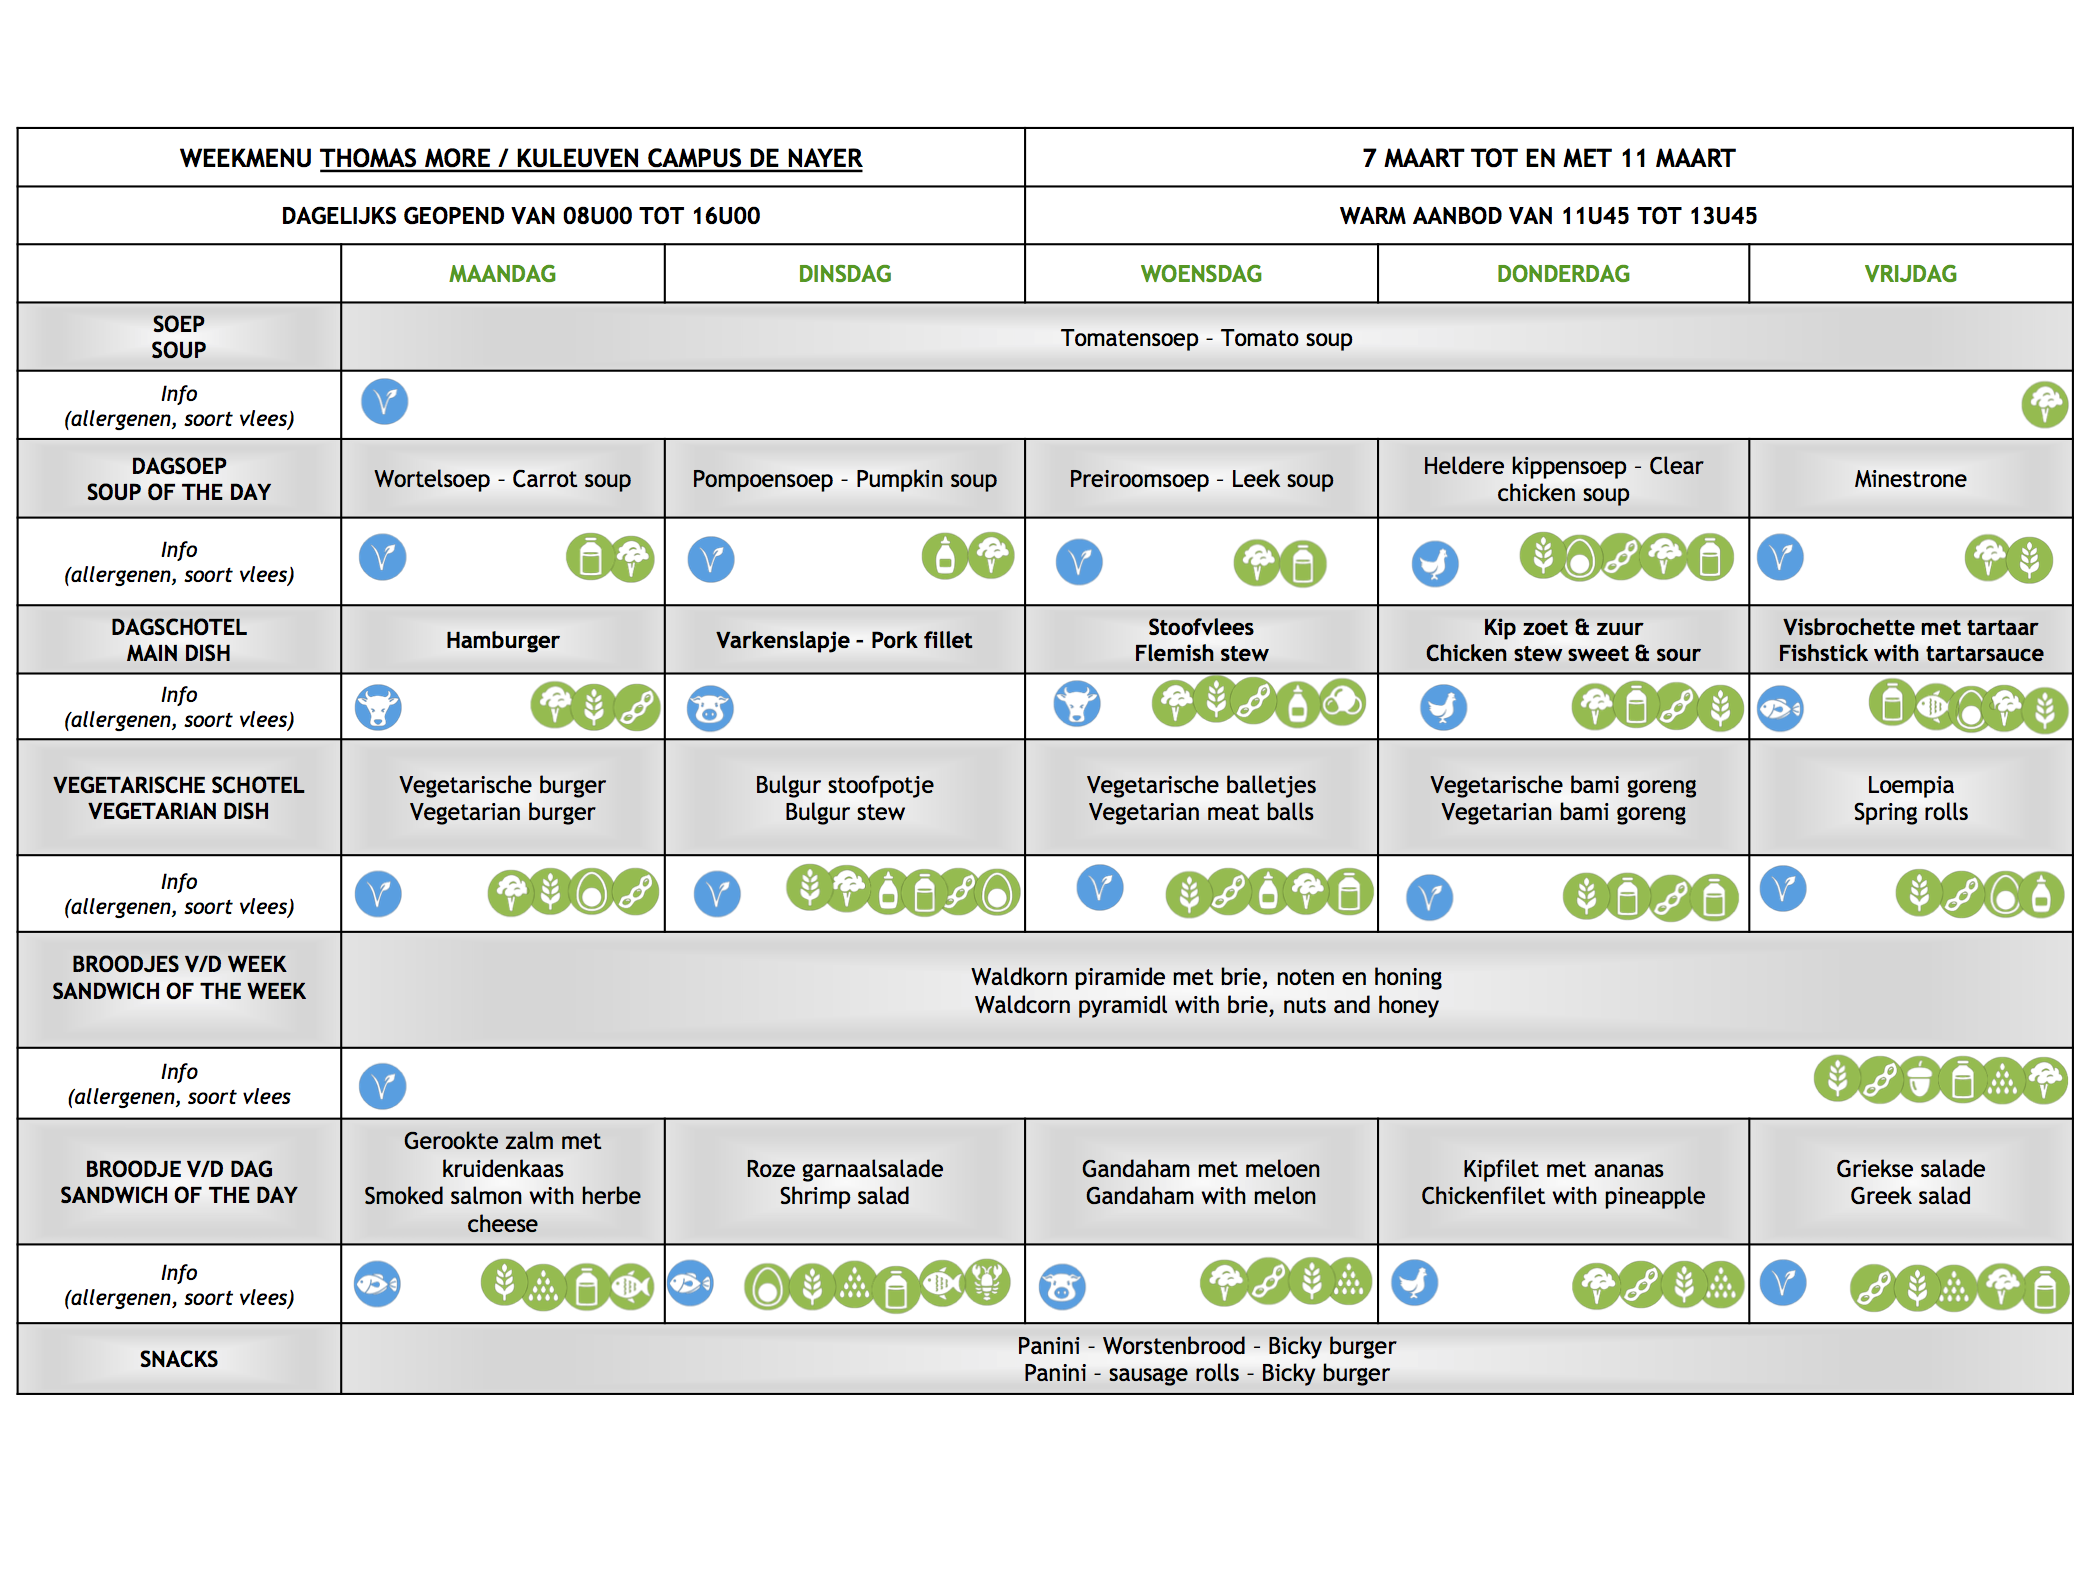 WEEKMENU THOMAS MORE / KULEUVEN CAMPUS DE NAYER
7 MAART TOT EN MET 11 MAART
DAGELIJKS GEOPEND VAN 08U00 TOT 16U00
WARM AANBOD VAN 11U45 TOT 13U45
MAANDAG
DINSDAG
WOENSDAG
DONDERDAG
VRIJDAG
SOEP
SOUP
Tomatensoep - Tomato soup
Info
(allergenen, soort vlees)
DAGSOEP
SOUP OF THE DAY
Wortelsoep - Carrot soup
Pompoensoep - Pumpkin soup
Preiroomsoep - Leek soup
Heldere kippensoep - Clear
chicken soup
Minestrone
Info
(allergenen, soort vlees)
DAGSCHOTEL
MAIN DISH
Hamburger
Varkenslapje - Pork fillet
Stoofvlees
Flemish stew
Kip zoet & zuur
Chicken stew sweet & sour
Visbrochette met tartaar
Fishstick with tartarsauce
Info
(allergenen, soort vlees)
VEGETARISCHE SCHOTEL
VEGETARIAN DISH
Vegetarische burger
Vegetarian burger
Bulgur stoofpotje
Bulgur stew
Vegetarische balletjes
Vegetarian meat balls
Vegetarische bami goreng
Vegetarian bami goreng
Loempia
Spring rolls
Info
(allergenen, soort vlees)
BROODJES V/D WEEK
SANDWICH OF THE WEEK
Waldkorn piramide met brie, noten en honing
Waldcorn pyramidl with brie, nuts and honey
Info
(allergenen, soort vlees
BROODJE V/D DAG
SANDWICH OF THE DAY
Gerookte zalm met
kruidenkaas
Smoked salmon with herbe
cheese
Roze garnaalsalade
Shrimp salad
Gandaham met meloen
Gandaham with melon
Kipfilet met ananas
Chickenfilet with pineapple
Griekse salade
Greek salad
Info
(allergenen, soort vlees)
SNACKS
Panini - Worstenbrood - Bicky burger
Panini - sausage rolls - Bicky burger